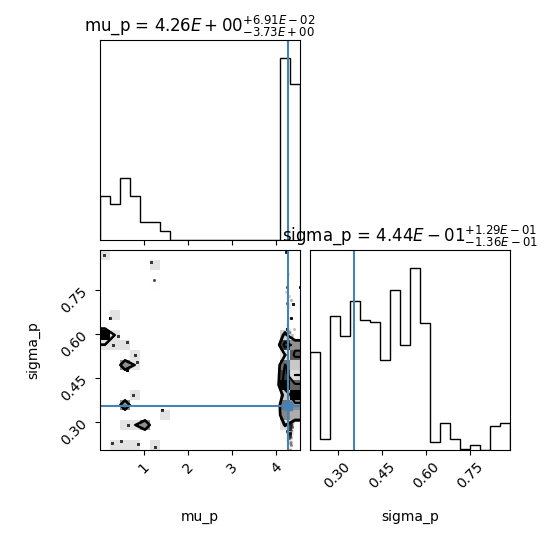 mu_p = 4.26E + 00 +6.91E − 02 −3.73E + 00
sigma_p = 4.44E − 01 +1.29E − 01 −1.36E − 01
sigma_p
0.75
0.60
0.45
0.30
1 2 3 4
0.30 0.45 0.60 0.75
mu_p
sigma_p